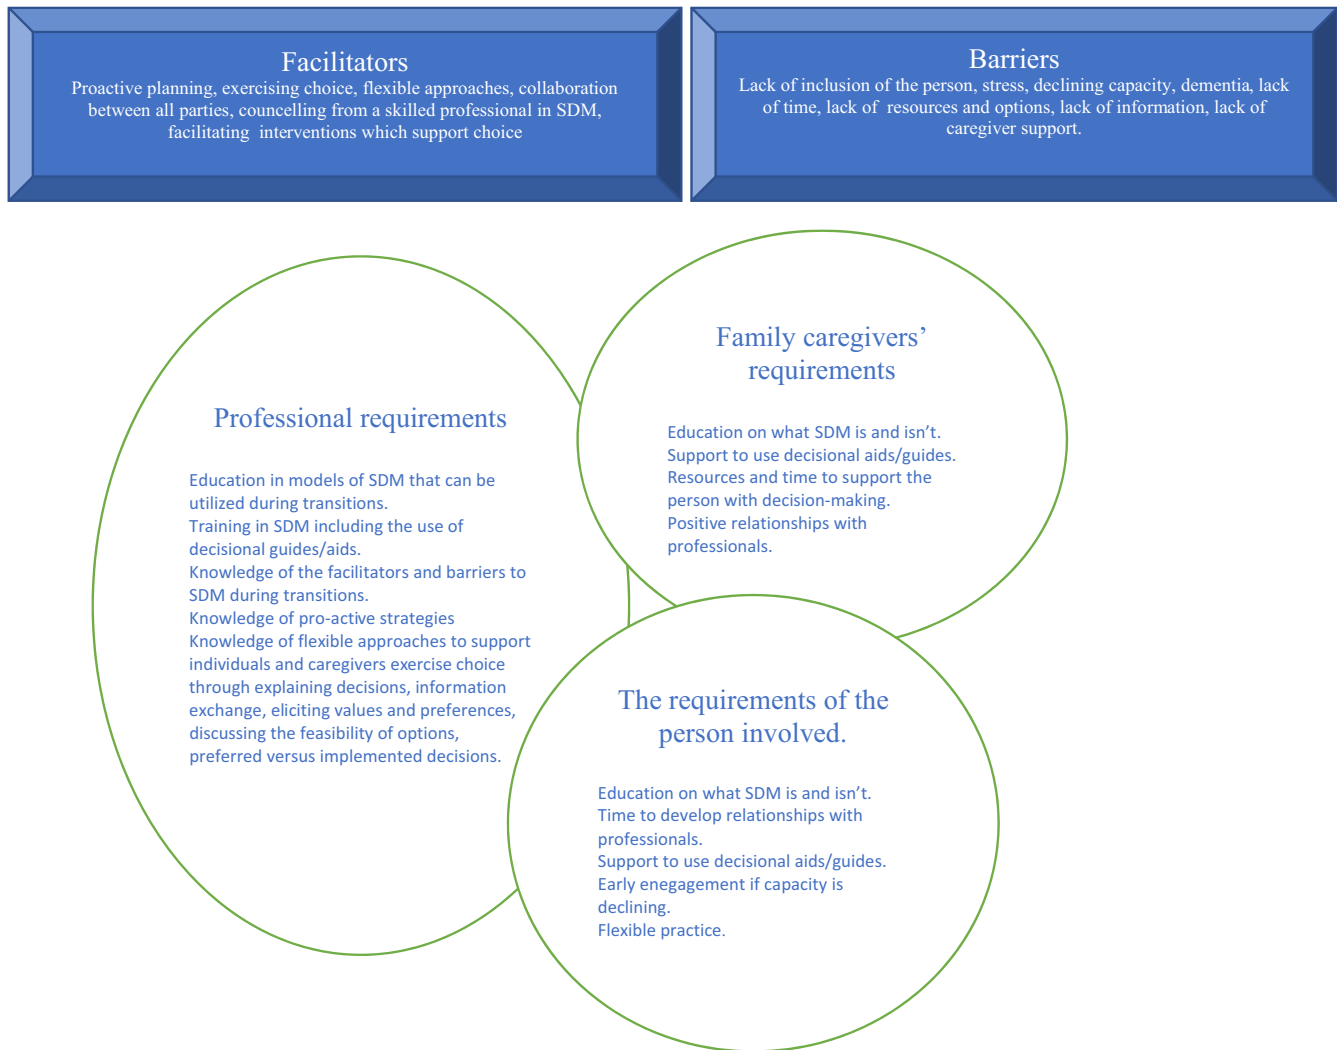 Facilitators
Proactive planning, exercising choice, flexible approaches, collaboration
between all parties, councelling from a skilled professional in SDM,
facilitating interventions which support choice
Barriers
Lack of inclusion of the person, stress, declining capacity, dementia, lack
of time, lack of resources and options, lack of information, lack of
caregiver support.
Professional requirements
Education in models of SDM that can be
utilized during transitions.
Training in SDM including the use of
decisional guides/aids.
Knowledge of the facilitators and barriers to
SDM during transitions.
Knowledge of pro-active strategies
Knowledge of flexible approaches to support
individuals and caregivers exercise choice
through explaining decisions, information
exchange, eliciting values and preferences,
discussing the feasibility of options,
preferred versus implemented decisions.
Family caregivers’
requirements
Education on what SDM is and isn’t.
Support to use decisional aids/guides.
Resources and time to support the
person with decision-making.
Positive relationships with
professionals.
The requirements of the
person involved.
Education on what SDM is and isn’t.
Time to develop relationships with
professionals.
Support to use decisional aids/guides.
Early enegagement if capacity is
declining.
Flexible practice.